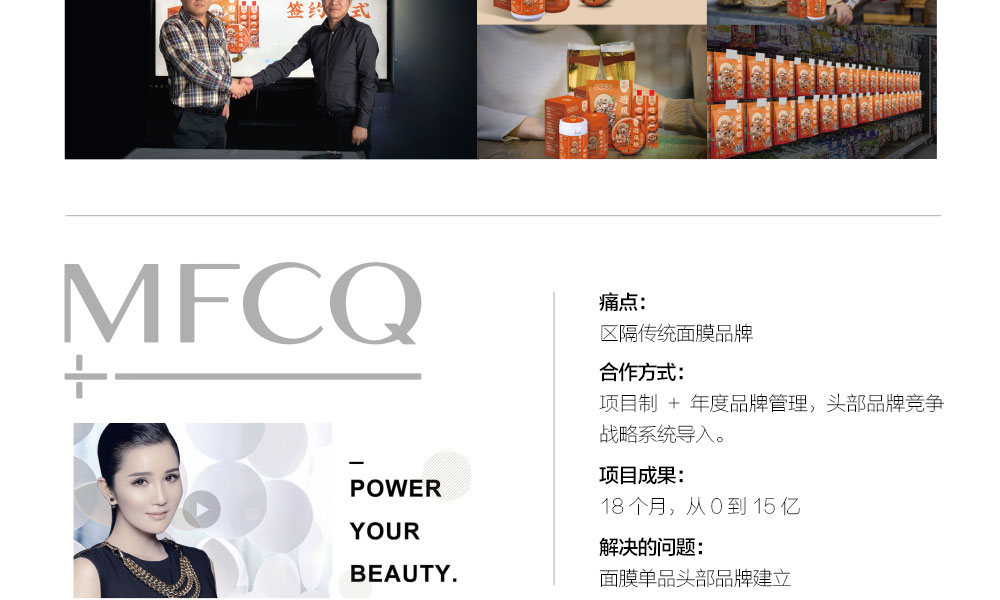 签约 式
MFCQ
POWER
YOUR
BEAUTY.
痛点：
区隔传统面膜品牌
合作方式：
项目制 + 年度品牌管理，头部品牌竞争
战略系统导入。
项目成果：
18 个月，从 0 到 15 亿
解决的问题：
面膜单品头部品牌建立